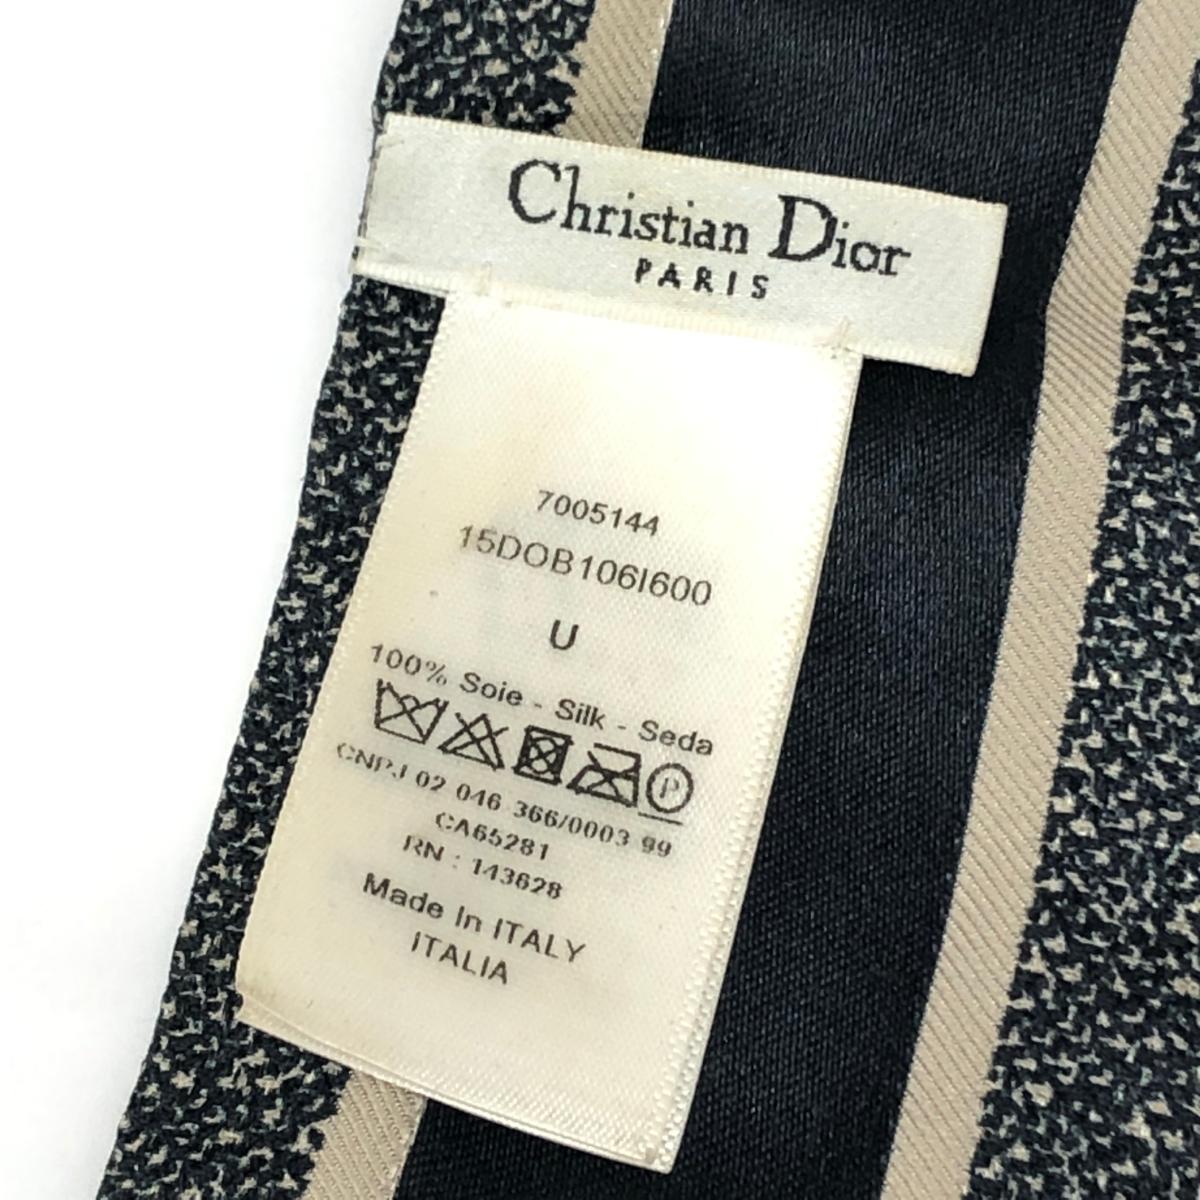 Christian Dior
PARIS
7005144
15DOB106I600
U
100% Soie - Silk - Seda
P
CNPJ 02 046 366/0003 99
CA65281
RN : 143628
Made In ITALY
ITALIA